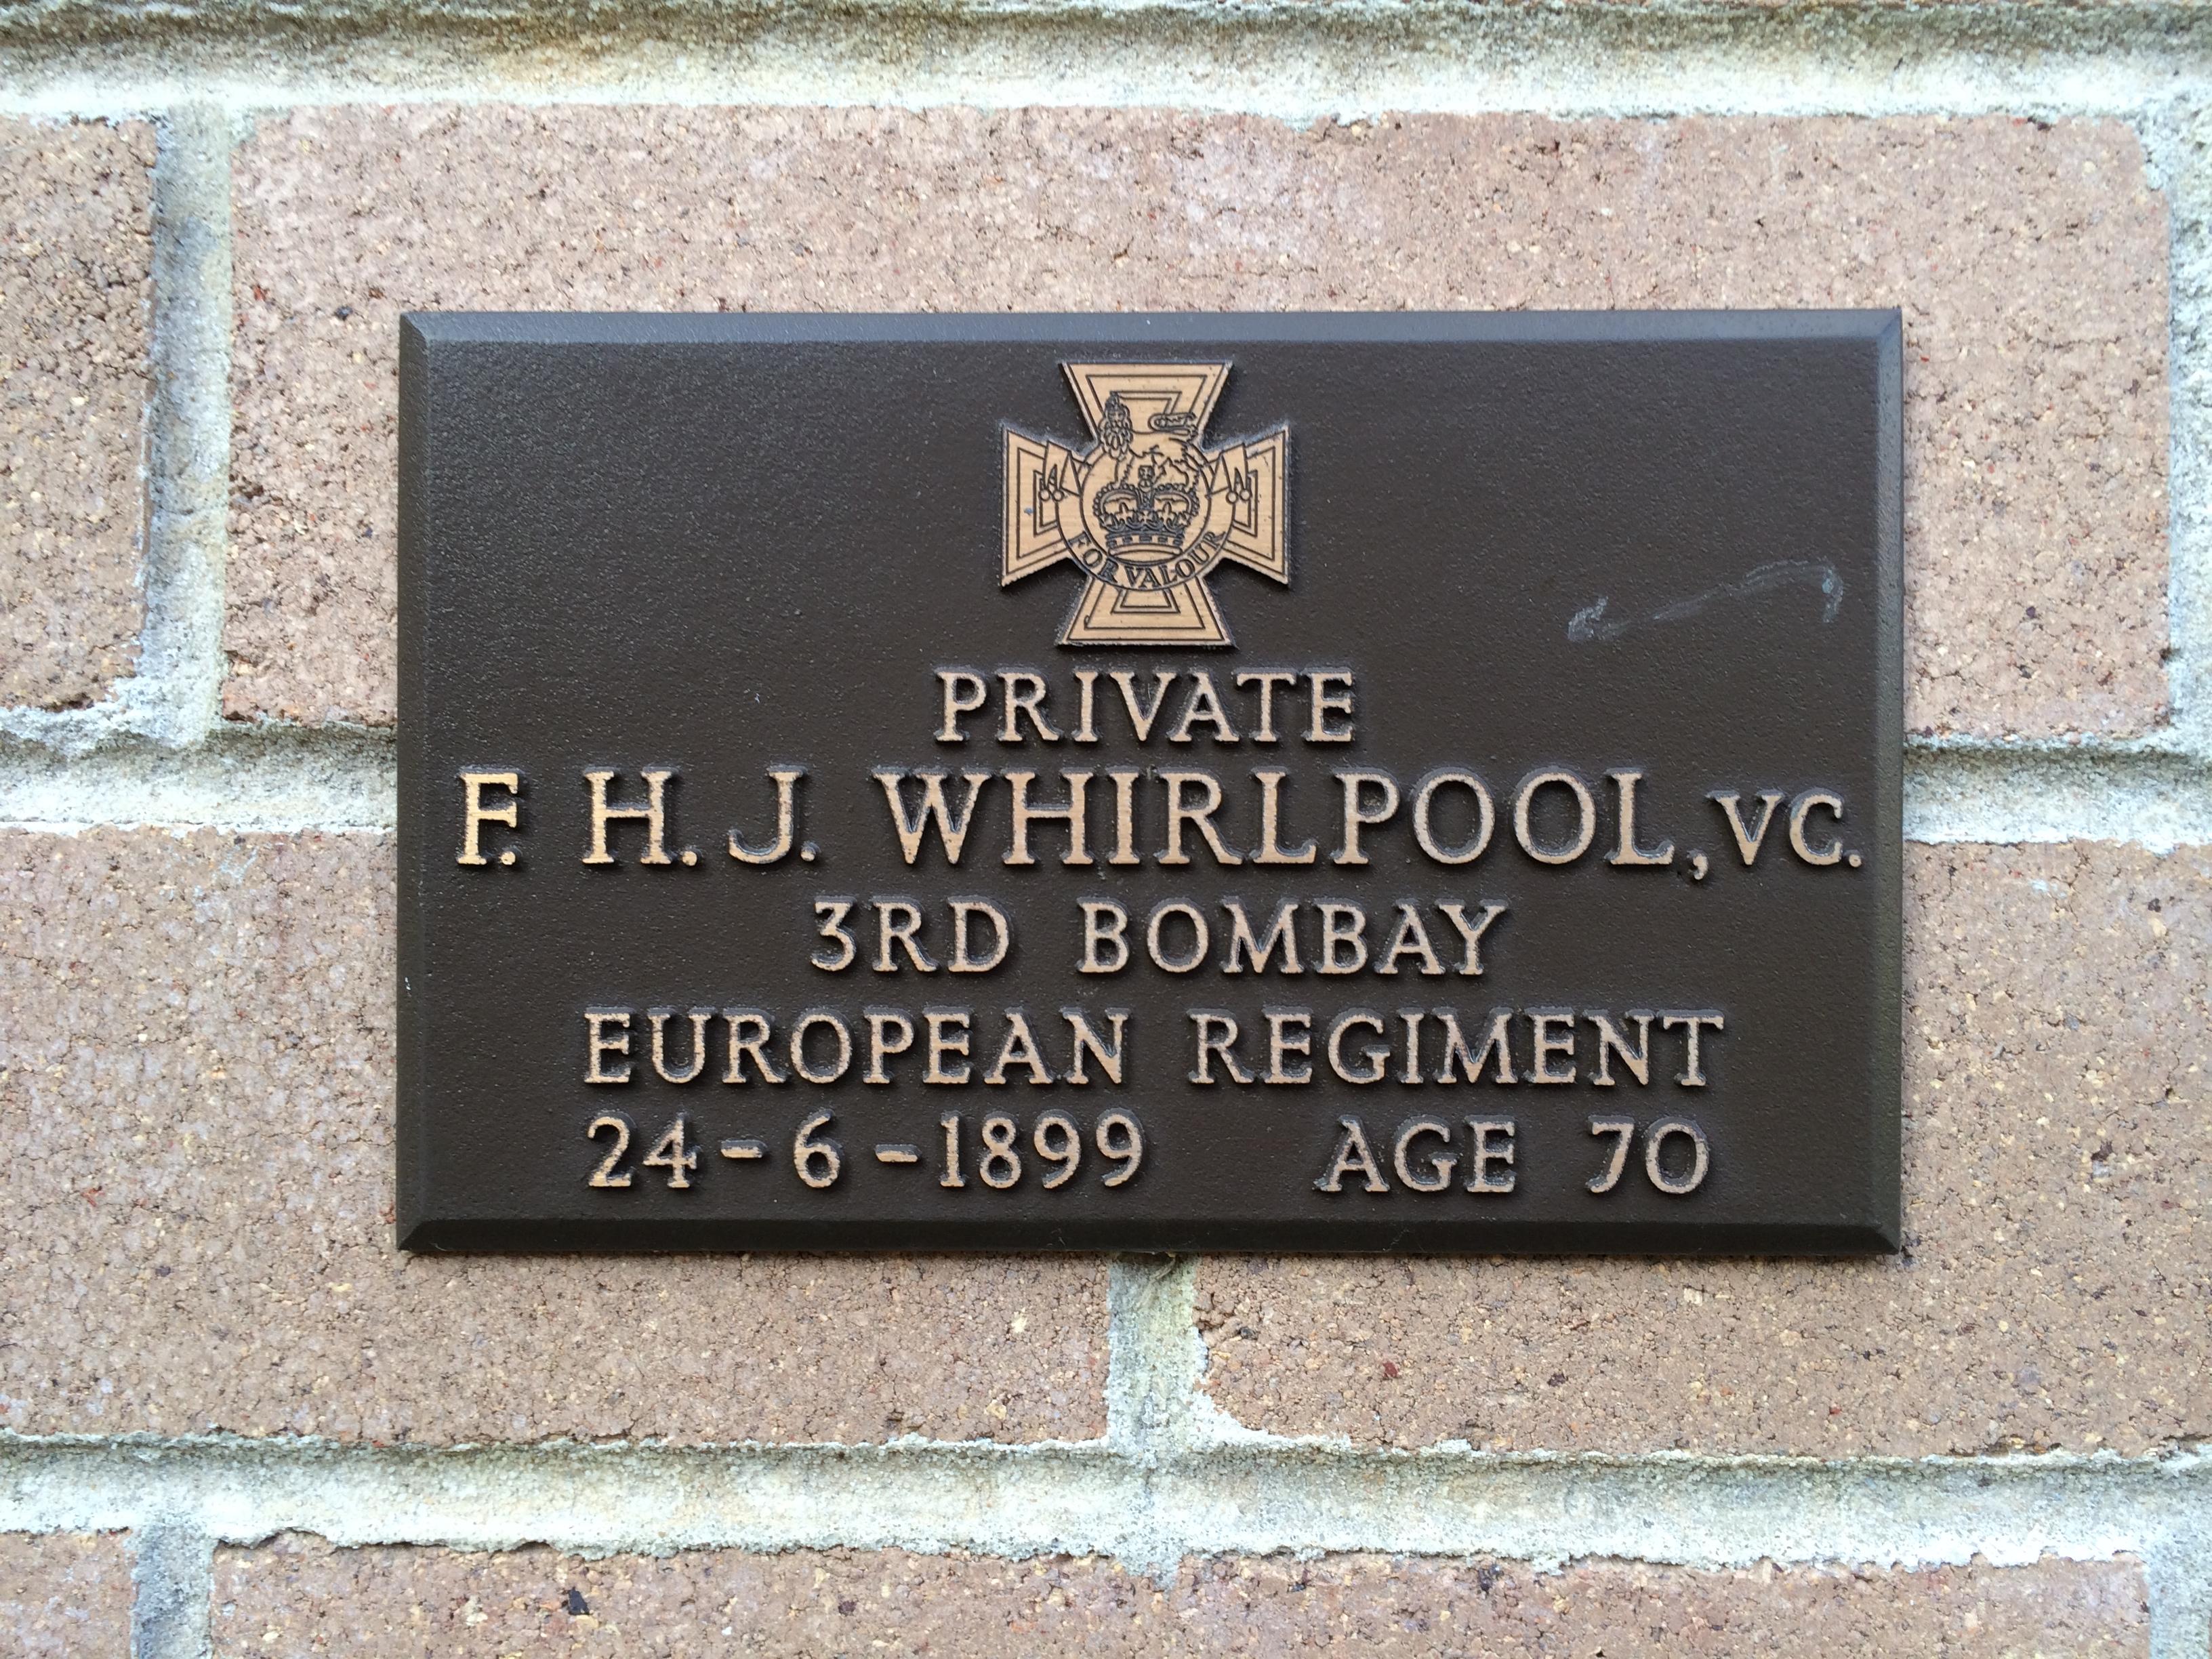 FOR VALOUR
PRIVATE
F. H. J. WHIRLPOOL, VC.
3RD BOMBAY
EUROPEAN REGIMENT
24-6-1899 AGE 70